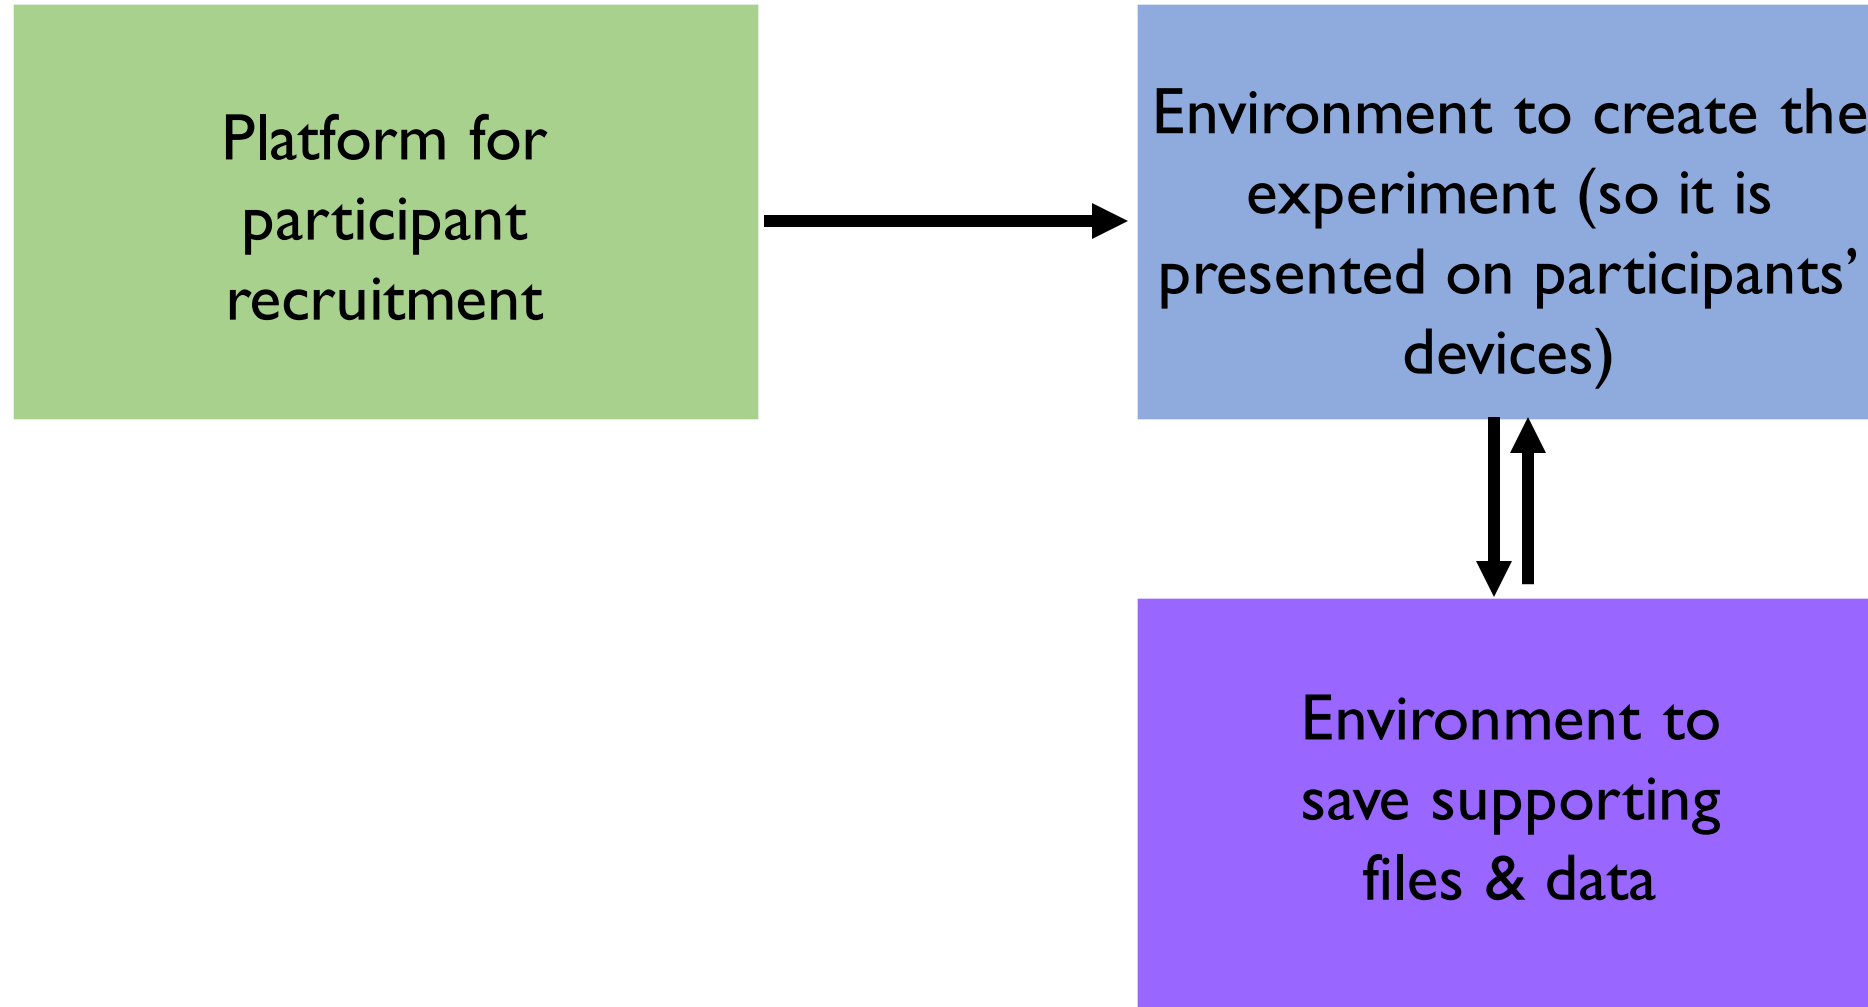 Platform for
participant
recruitment
Environment to create the
experiment (so it is
presented on participants’
devices)
Environment to
save supporting
files & data